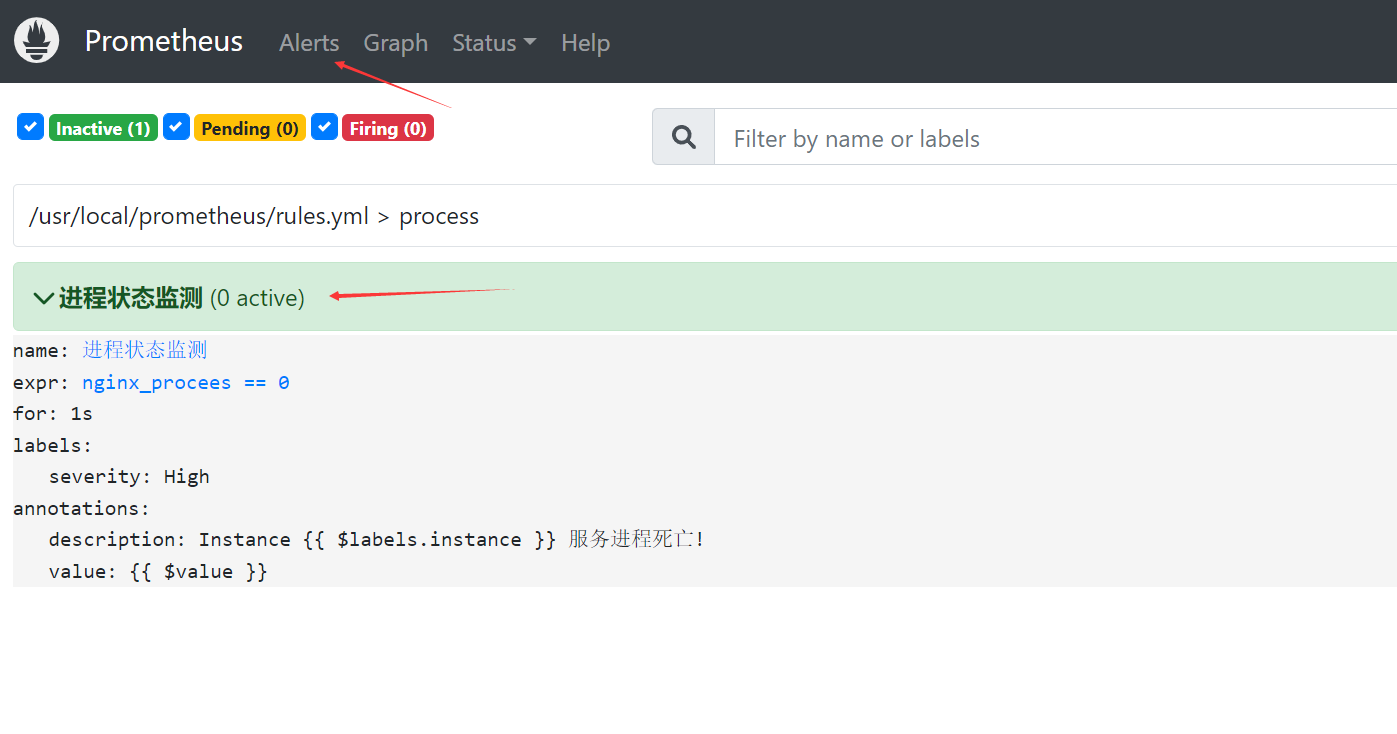 Prometheus Alerts Graph Status Help
Inactive (1) Pending (0) Firing (0) Filter by name or labels
/usr/local/prometheus/rules.yml > process
进程状态监测 (0 active)
name: 进程状态监测
expr: nginx_procees == 0
for: 1s
labels:
severity: High
annotations:
description: Instance {{ $labels.instance }} 服务进程死亡!
value: {{ $value }}